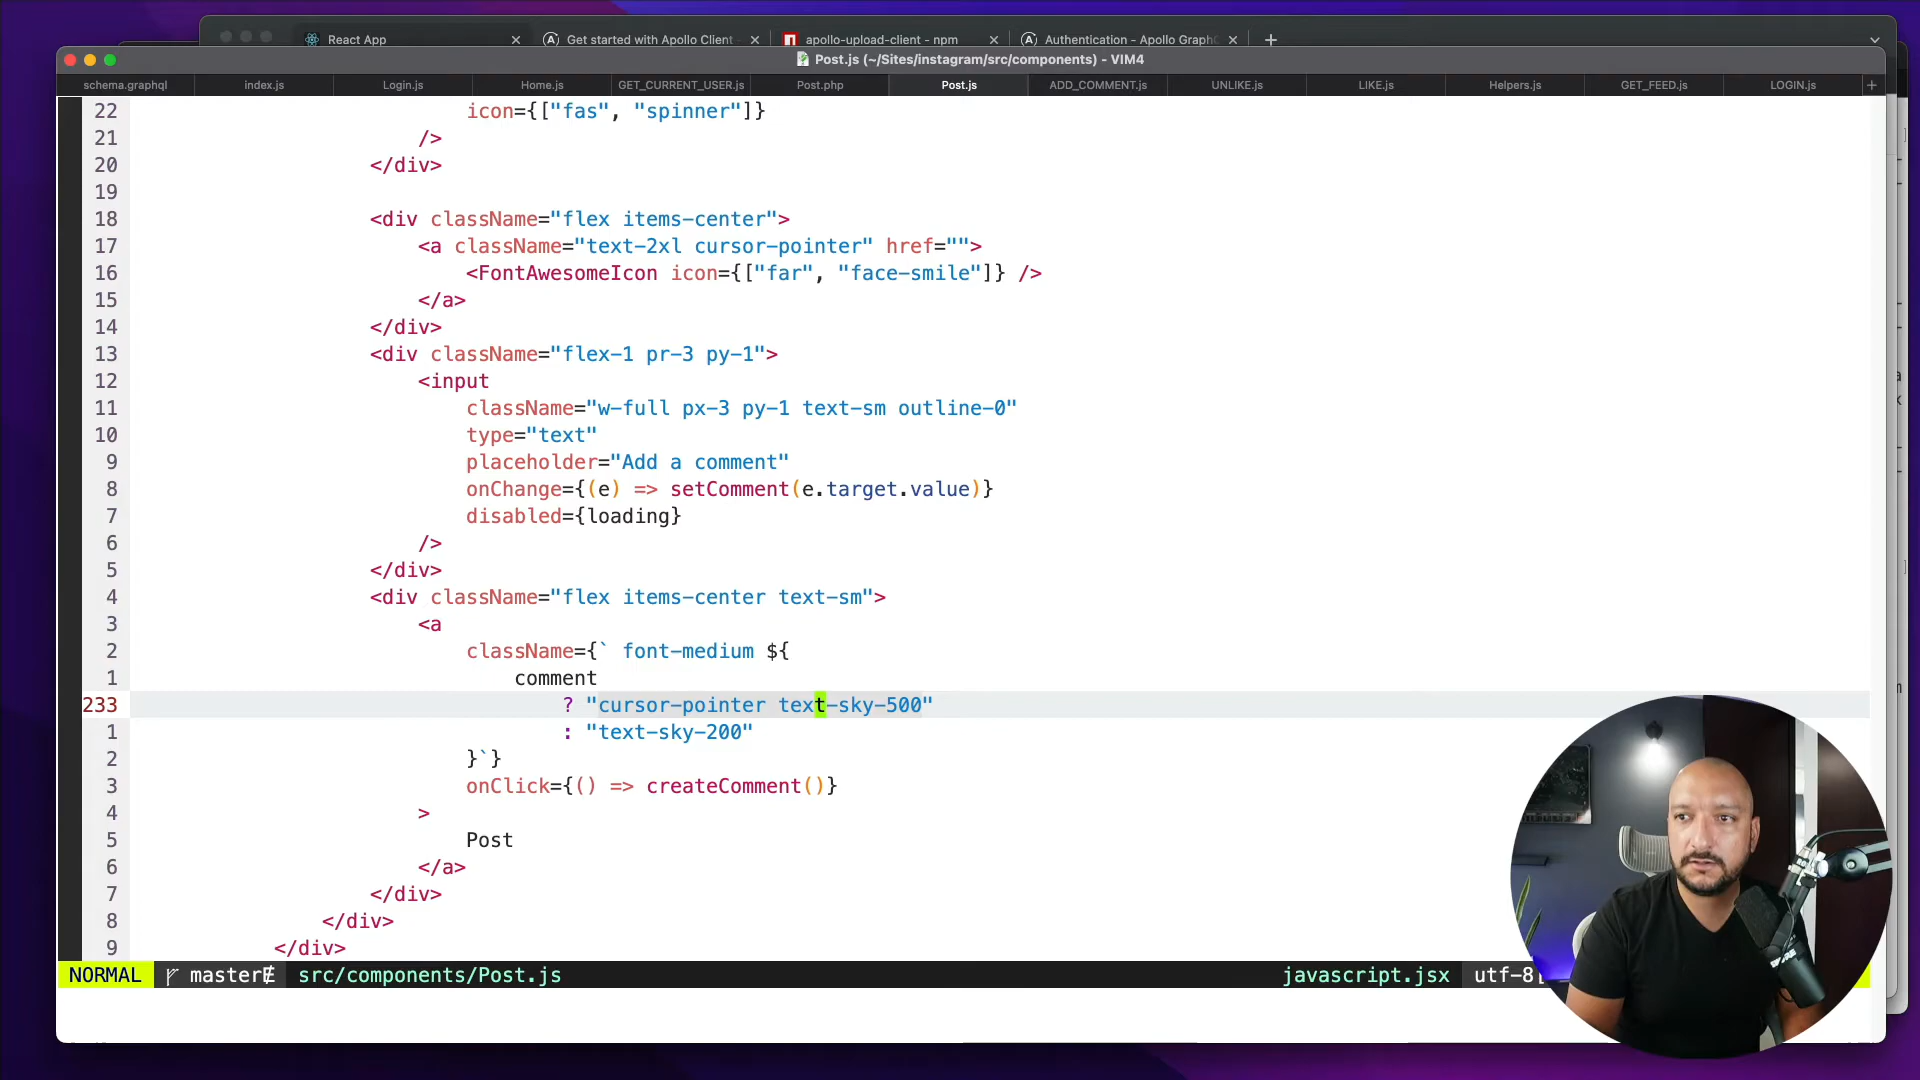 React App
Get started with Apollo Client -
apollo-upload-client - npm
Authentication - Apollo GraphQ
Post.js (~/Sites/instagram/src/components) - VIM4
schema.graphql
index.js
Login.js
Home.js
GET_CURRENT_USER.js
Post.php
Post.js
ADD_COMMENT.js
UNLIKE.js
LIKE.js
Helpers.js
GET_FEED.js
LOGIN.js
22 icon={["fas", "spinner"]}
21 />
20 </div>
19
18 <div className="flex items-center">
17 <a className="text-2xl cursor-pointer" href="">
16 <FontAwesomeIcon icon={["far", "face-smile"]} />
15 </a>
14 </div>
13 <div className="flex-1 pr-3 py-1">
12 <input
11 className="w-full px-3 py-1 text-sm outline-0"
10 type="text"
9 placeholder="Add a comment"
8 onChange={(e) => setComment(e.target.value)}
7 disabled={loading}
6 />
5 </div>
4 <div className="flex items-center text-sm">
3 <a
2 className={` font-medium ${
1 comment
233 ? "cursor-pointer text-sky-500"
1 : "text-sky-200"
2 }`}
3 onClick={() => createComment()}
4 >
5 Post
6 </a>
7 </div>
8 </div>
9 </div>
NORMAL master src/components/Post.js javascript.jsx utf-8